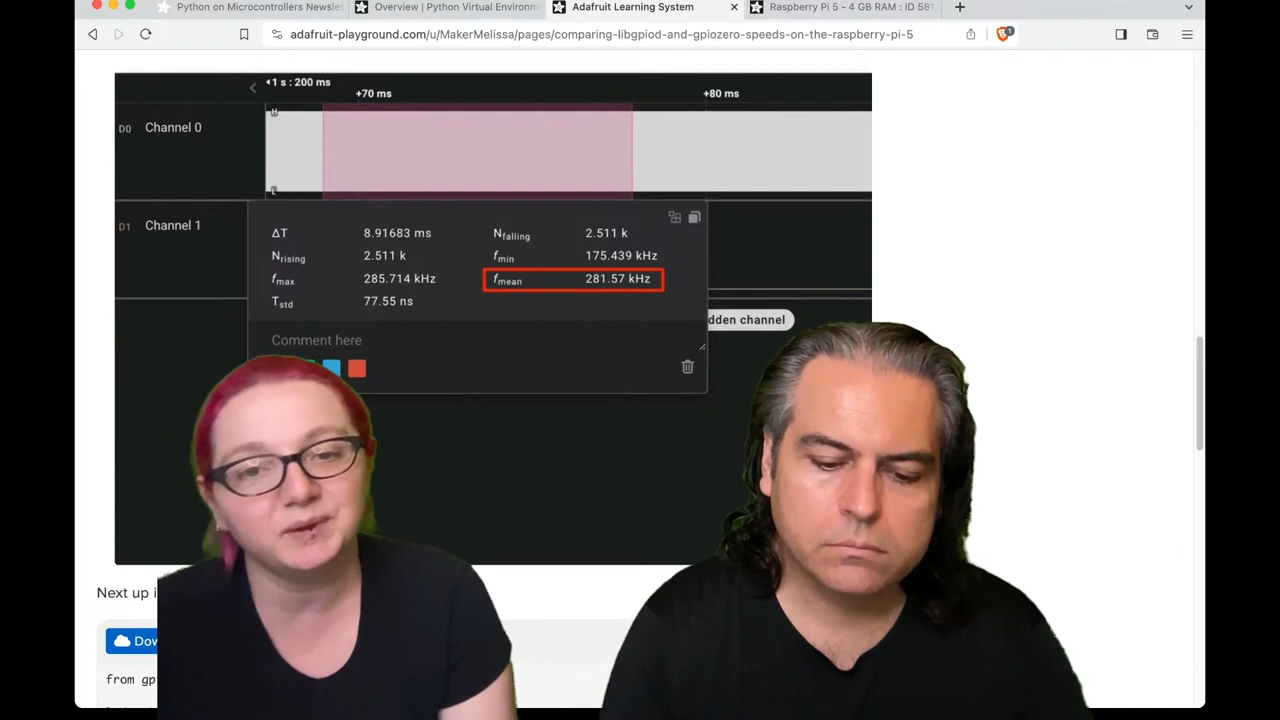 Python on Microcontrollers Newsle
Overview | Python Virtual Environm
Adafruit Learning System
Raspberry Pi 5 - 4 GB RAM : ID 581
adafruit-playground.com/u/MakerMelissa/pages/comparing-libgpiod-and-gpiozero-speeds-on-the-raspberry-pi-5
1
1 s : 200 ms
+70 ms
+80 ms
D0 Channel 0
H
L
D1 Channel 1
ΔT 8.91683 ms Nfalling 2.511 k
Nrising 2.511 k fmin 175.439 kHz
fmax 285.714 kHz fmean 281.57 kHz
Tstd 77.55 ns
dden channel
Comment here
Next up i
Dow
from gp